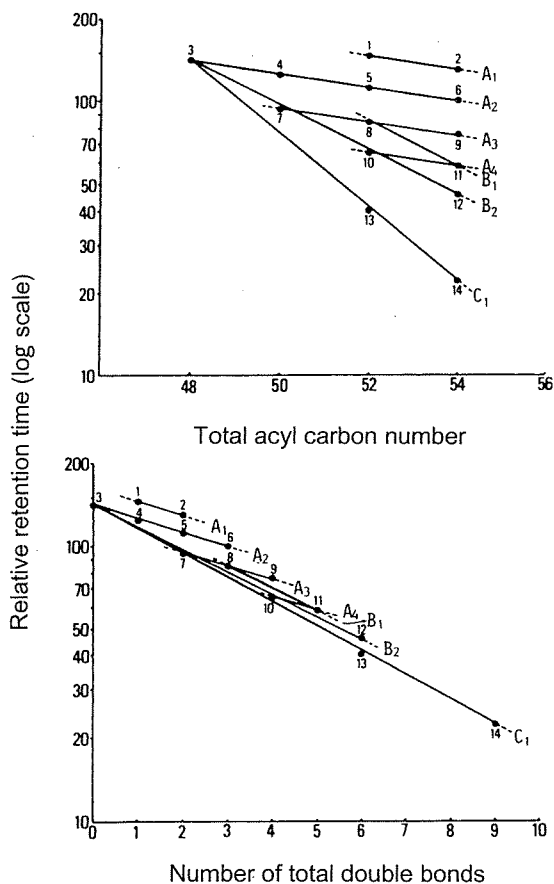 Relative retention time (log scale)
200
100
70
50
40
30
20
10
1
2
3
4
5
6
7
8
9
10
11
12
13
14
A1
A2
A3
A4
B1
B2
C1
48
50
52
54
56
Total acyl carbon number
200
100
70
50
40
30
20
10
1
2
3
4
5
6
7
8
9
10
11
12
13
14
A1
A2
A3
A4
B1
B2
C1
0 1 2 3 4 5 6 7 8 9 10
Number of total double bonds